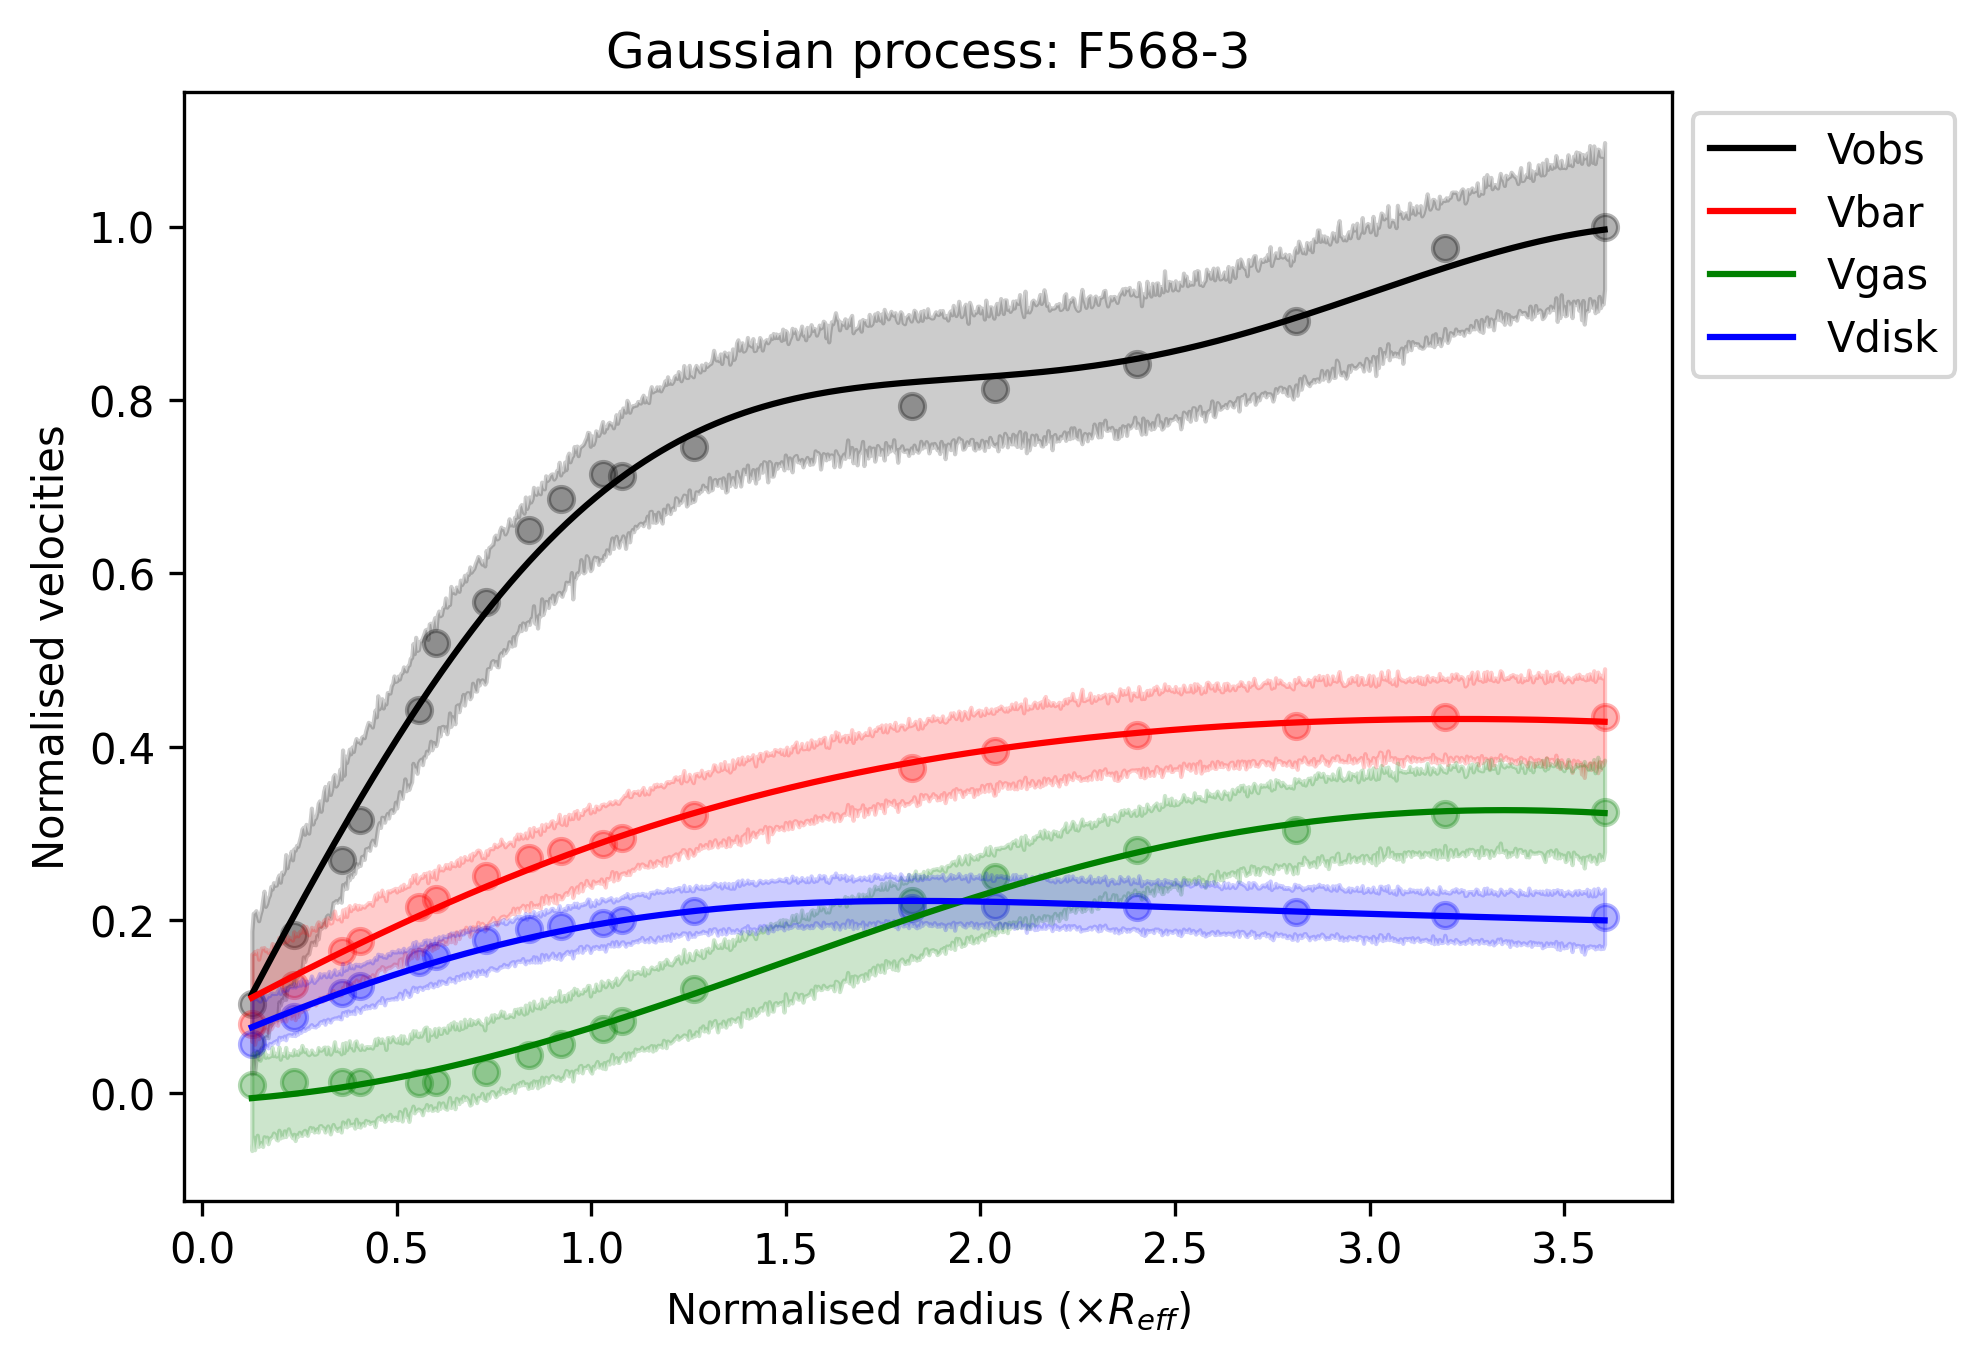 Gaussian process: F568-3
Vobs
Vbar
Vgas
Vdisk
Normalised velocities
1.0
0.8
0.6
0.4
0.2
0.0
0.0 0.5 1.0 1.5 2.0 2.5 3.0 3.5
Normalised radius (×R_eff)